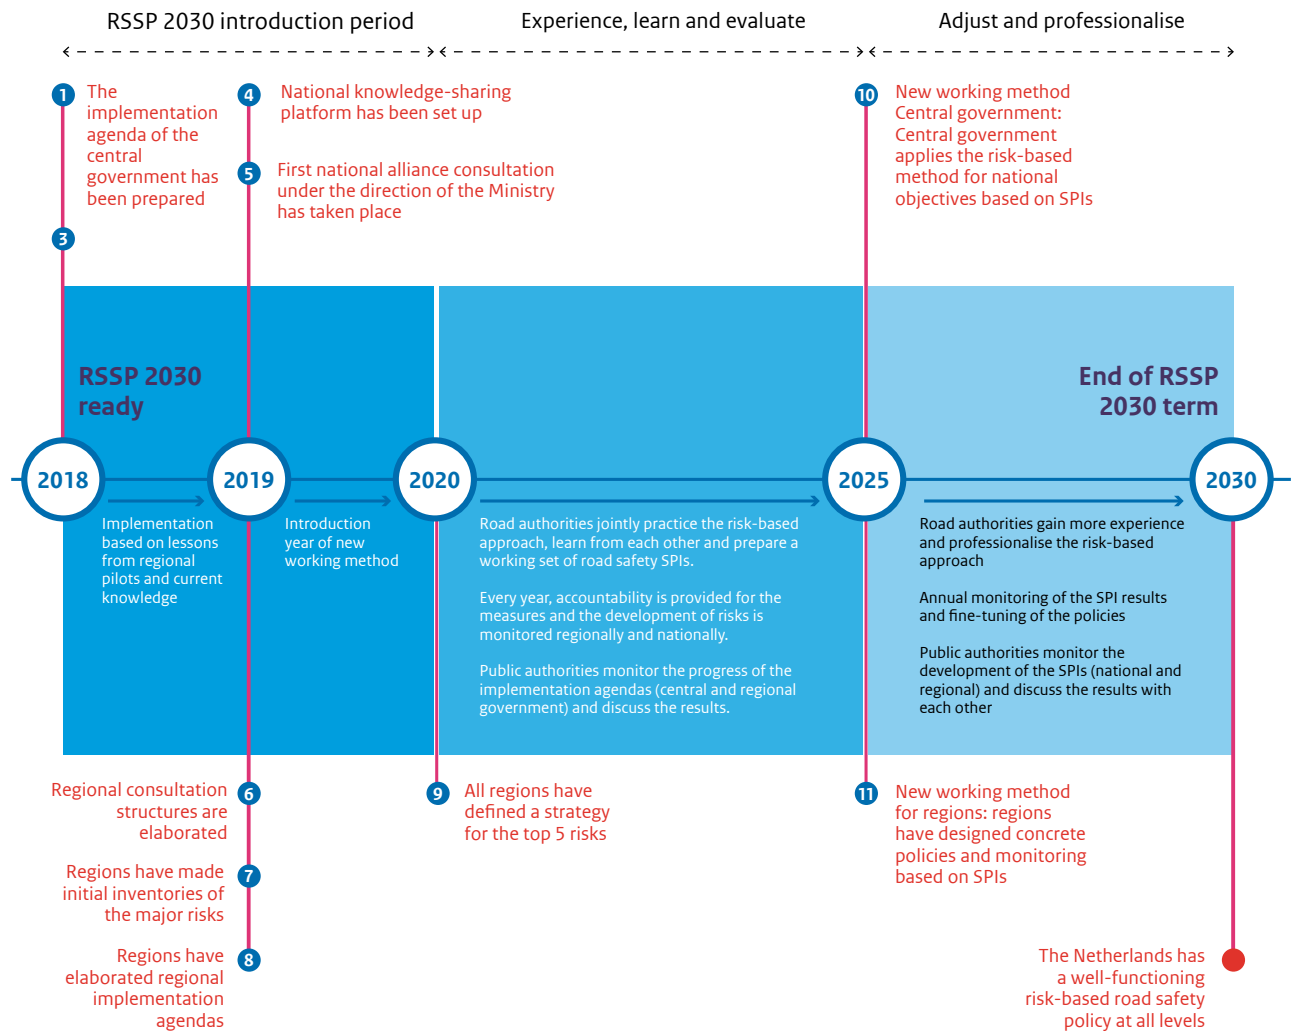 RSSP 2030 introduction period
Experience, learn and evaluate
Adjust and professionalise
1
The
implementation
agenda of the
central
government has
been prepared
3
4
National knowledge-sharing
platform has been set up
5
First national alliance consultation
under the direction of the Ministry
has taken place
10
New working method
Central government:
Central government
applies the risk-based
method for national
objectives based on SPIs
RSSP 2030
ready
End of RSSP
2030 term
2018
2019
2020
2025
2030
Implementation
based on lessons
from regional
pilots and current
knowledge
Introduction
year of new
working method
Road authorities jointly practice the risk-based
approach, learn from each other and prepare a
working set of road safety SPIs.
Every year, accountability is provided for the
measures and the development of risks is
monitored regionally and nationally.
Public authorities monitor the progress of the
implementation agendas (central and regional
government) and discuss the results.
Road authorities gain more experience
and professionalise the risk-based
approach
Annual monitoring of the SPI results
and fine-tuning of the policies
Public authorities monitor the
development of the SPIs (national and
regional) and discuss the results with
each other
Regional consultation
structures are
elaborated
6
Regions have made
initial inventories of
the major risks
7
Regions have
elaborated regional
implementation
agendas
8
9
All regions have
defined a strategy
for the top 5 risks
11
New working method
for regions: regions
have designed concrete
policies and monitoring
based on SPIs
The Netherlands has
a well-functioning
risk-based road safety
policy at all levels